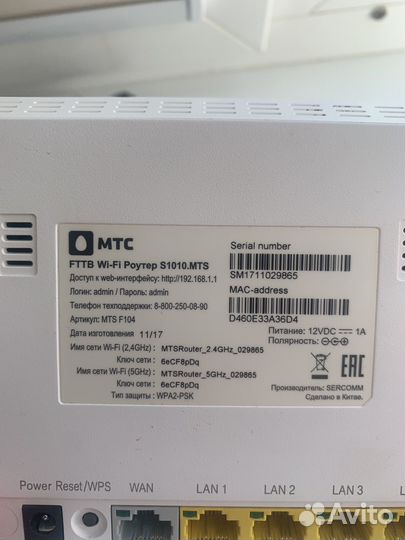 МТС
FTTB Wi-Fi Роутер S1010.MTS
Доступ к web-интерфейсу: http://192.168.1.1
Логин: admin / Пароль: admin
Телефон техподдержки: 8-800-250-08-90
Артикул: MTS F104
Дата изготовления 11/17
Имя сети Wi-Fi (2,4GHz) : MTSRouter_2.4GHz_029865
Ключ сети : 6eCF8pDq
Имя сети Wi-Fi (5GHz) : MTSRouter_5GHz_029865
Ключ сети : 6eCF8pDq
Тип защиты : WPA2-PSK
Serial number
SM1711029865
MAC-address
D460E33A36D4
Питание: 12VDC 1A
Полярность:
EAC
Производитель: SERCOMM
Сделано в Китае.
Power Reset/WPS WAN LAN 1 LAN 2 LAN 3 L
Avito